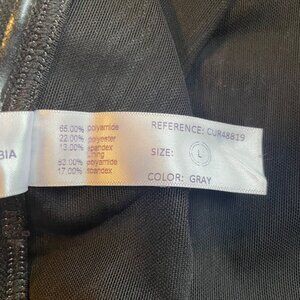 65.00% polyamide
22.00% polyester
13.00% spandex
Lining
83.00% polyamide
17.00% spandex
BIA
REFERENCE: CUR48819
SIZE: L
COLOR: GRAY